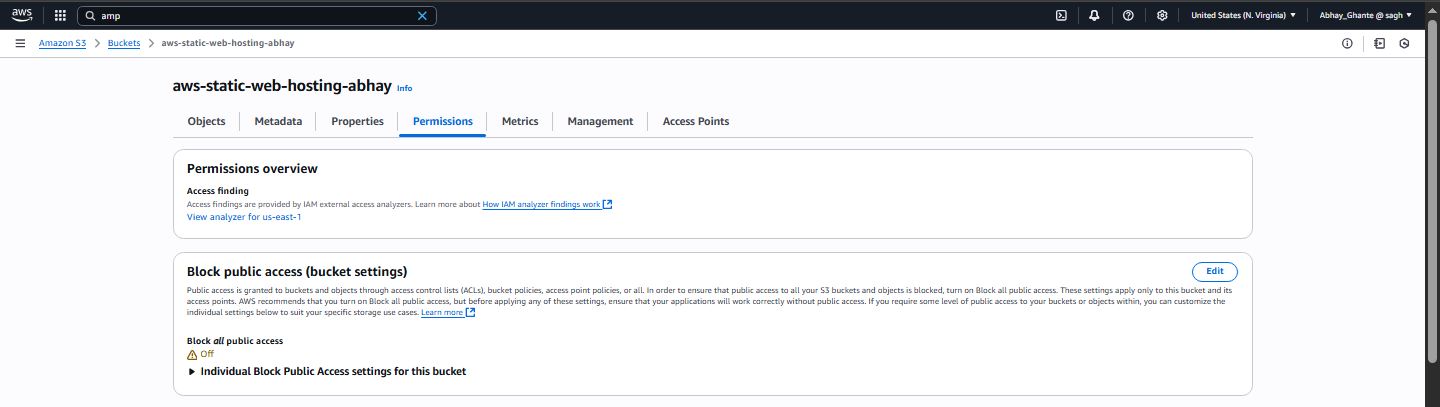 aws
amp
United States (N. Virginia)
Abhay_Ghante @ sagh
Amazon S3
Buckets
aws-static-web-hosting-abhay
aws-static-web-hosting-abhay Info
Objects
Metadata
Properties
Permissions
Metrics
Management
Access Points
Permissions overview
Access finding
Access findings are provided by IAM external access analyzers. Learn more about How IAM analyzer findings work
View analyzer for us-east-1
Block public access (bucket settings)
Edit
Public access is granted to buckets and objects through access control lists (ACLs), bucket policies, access point policies, or all. In order to ensure that public access to all your S3 buckets and objects is blocked, turn on Block all public access. These settings apply only to this bucket and its
access points. AWS recommends that you turn on Block all public access, but before applying any of these settings, ensure that your applications will work correctly without public access. If you require some level of public access to your buckets or objects within, you can customize the
individual settings below to suit your specific storage use cases. Learn more
Block all public access
Off
Individual Block Public Access settings for this bucket